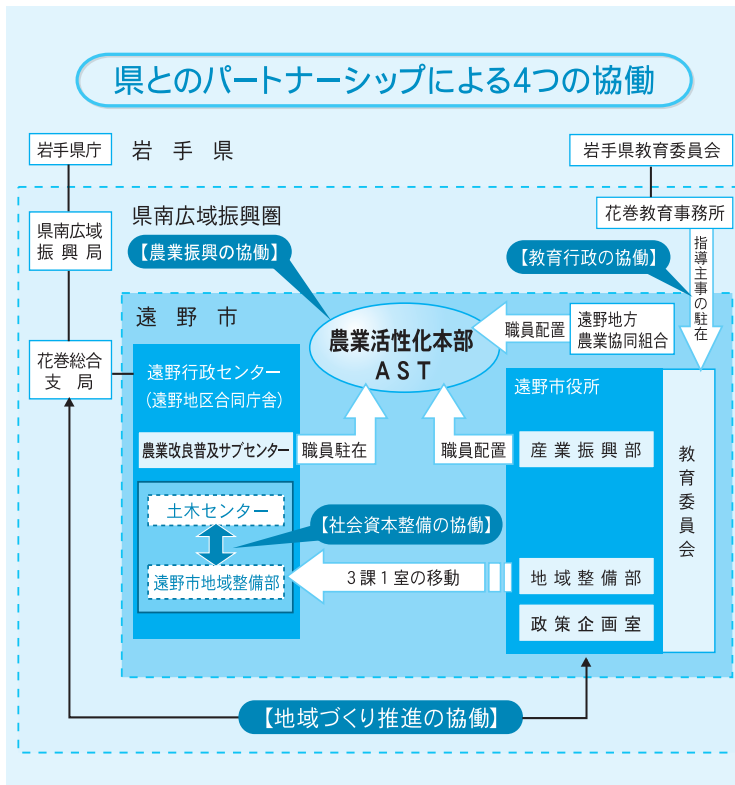 県とのパートナーシップによる4つの協働
岩手県庁
岩手県
岩手県教育委員会
県南広域
振興局
県南広域振興圏
花巻教育事務所
【農業振興の協働】
【教育行政の協働】
指導主事の駐在
遠野市
農業活性化本部
AST
職員配置
遠野地方
農業協同組合
花巻総合
支局
遠野行政センター
（遠野地区合同庁舎）
遠野市役所
農業改良普及サブセンター
職員駐在
職員配置
産業振興部
教育委員会
土木センター
【社会資本整備の協働】
遠野市地域整備部
3課1室の移動
地域整備部
政策企画室
【地域づくり推進の協働】